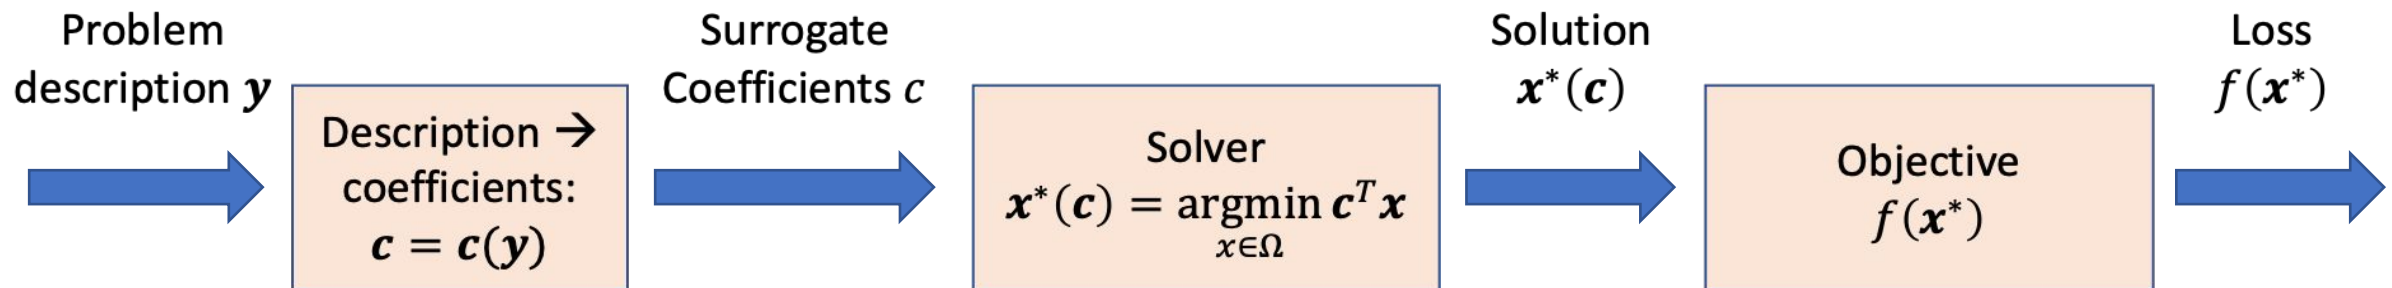 Problem
description y
Description →
coefficients:
c = c(y)
Surrogate
Coefficients c
Solver
x*(c) = argmin cᵀx
x∈Ω
Solution
x*(c)
Objective
f(x*)
Loss
f(x*)